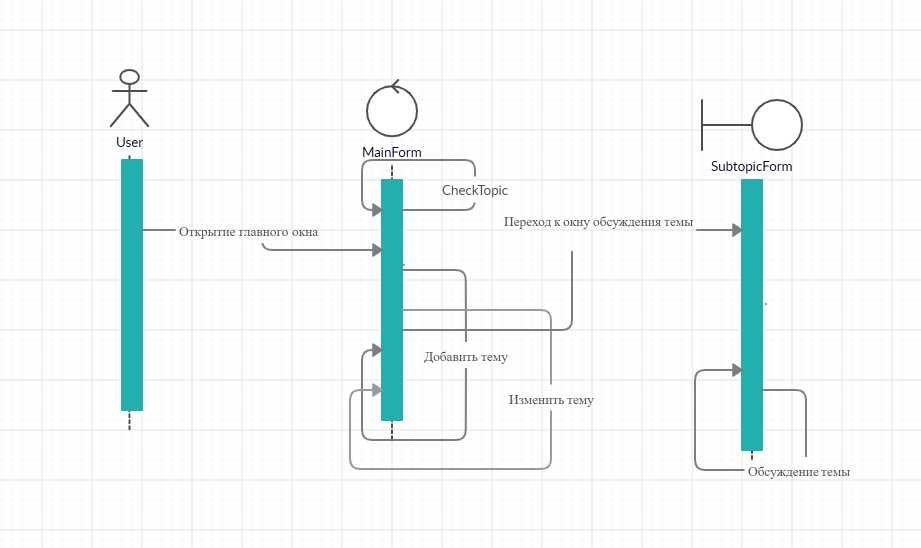 User
MainForm
SubtopicForm
CheckTopic
Переход к окну обсуждения темы
Открытие главного окна
Добавить тему
Изменить тему
Обсуждение темы